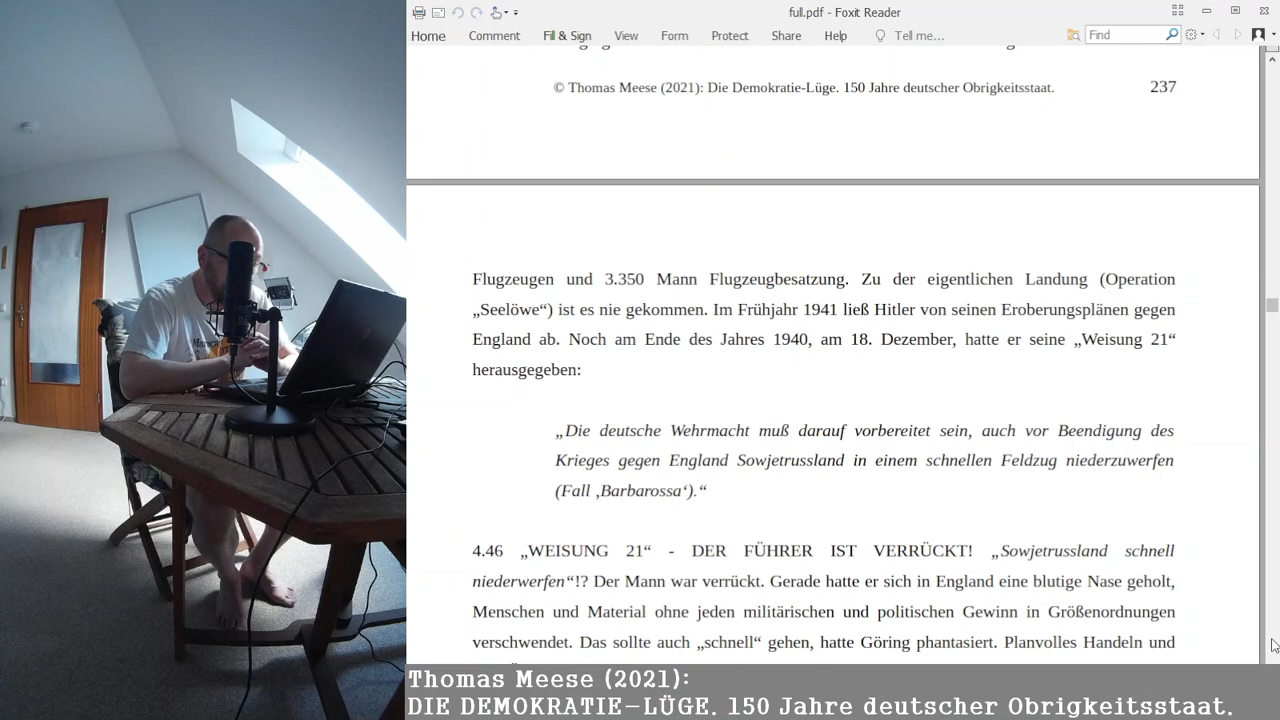 full.pdf - Foxit Reader
Home Comment Fill & Sign View Form Protect Share Help Tell me… Find
© Thomas Meese (2021): Die Demokratie-Lüge. 150 Jahre deutscher Obrigkeitsstaat. 237
Flugzeugen und 3.350 Mann Flugzeugbesatzung. Zu der eigentlichen Landung (Operation
„Seelöwe“) ist es nie gekommen. Im Frühjahr 1941 ließ Hitler von seinen Eroberungsplänen gegen
England ab. Noch am Ende des Jahres 1940, am 18. Dezember, hatte er seine „Weisung 21“
herausgegeben:
„Die deutsche Wehrmacht muß darauf vorbereitet sein, auch vor Beendigung des
Krieges gegen England Sowjetrussland in einem schnellen Feldzug niederzuwerfen
(Fall ‚Barbarossa‘).“
4.46 „WEISUNG 21“ - DER FÜHRER IST VERRÜCKT! „Sowjetrussland schnell
niederwerfen“!? Der Mann war verrückt. Gerade hatte er sich in England eine blutige Nase geholt,
Menschen und Material ohne jeden militärischen und politischen Gewinn in Größenordnungen
verschwendet. Das sollte auch „schnell“ gehen, hatte Göring phantasiert. Planvolles Handeln und
Thomas Meese (2021):
DIE DEMOKRATIE-LÜGE. 150 Jahre deutscher Obrigkeitsstaat.